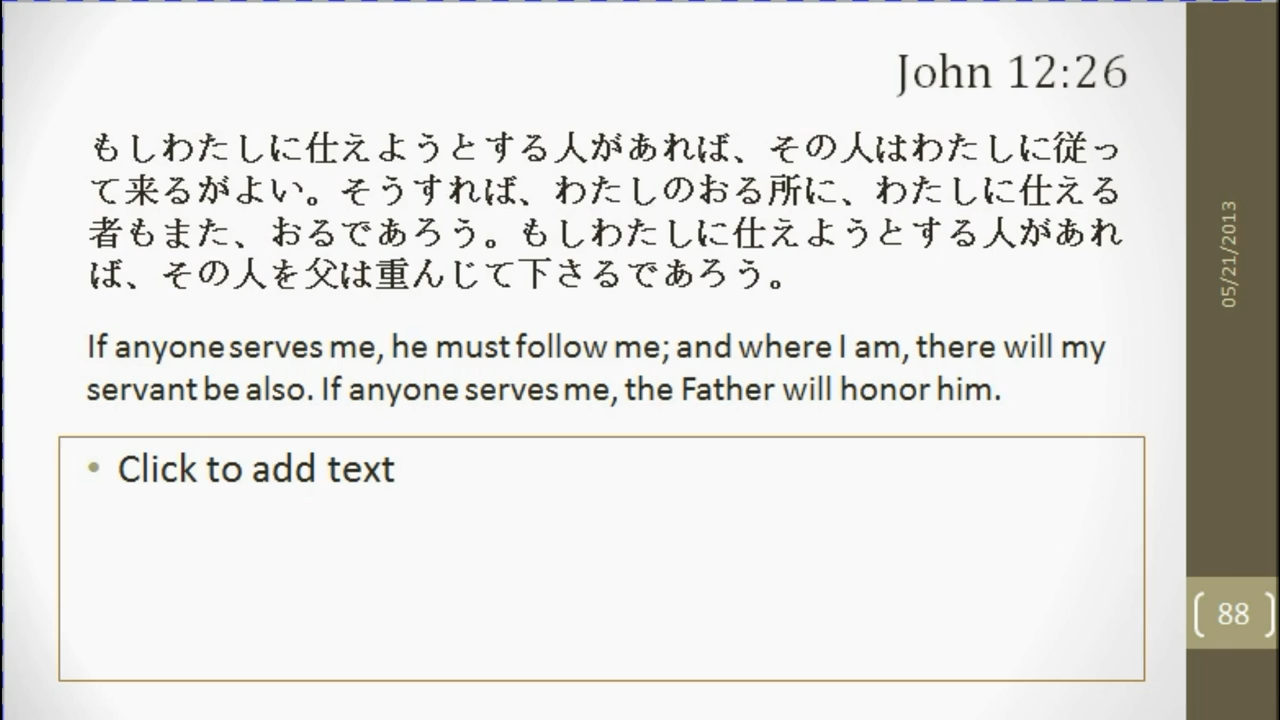 John 12:26
もしわたしに仕えようとする人があれば、その人はわたしに従っ
て来るがよい。そうすれば、わたしのおる所に、わたしに仕える
者もまた、おるであろう。もしわたしに仕えようとする人があれ
ば、その人を父は重んじて下さるであろう。
If anyone serves me, he must follow me; and where I am, there will my
servant be also. If anyone serves me, the Father will honor him.
• Click to add text
05/21/2013
88